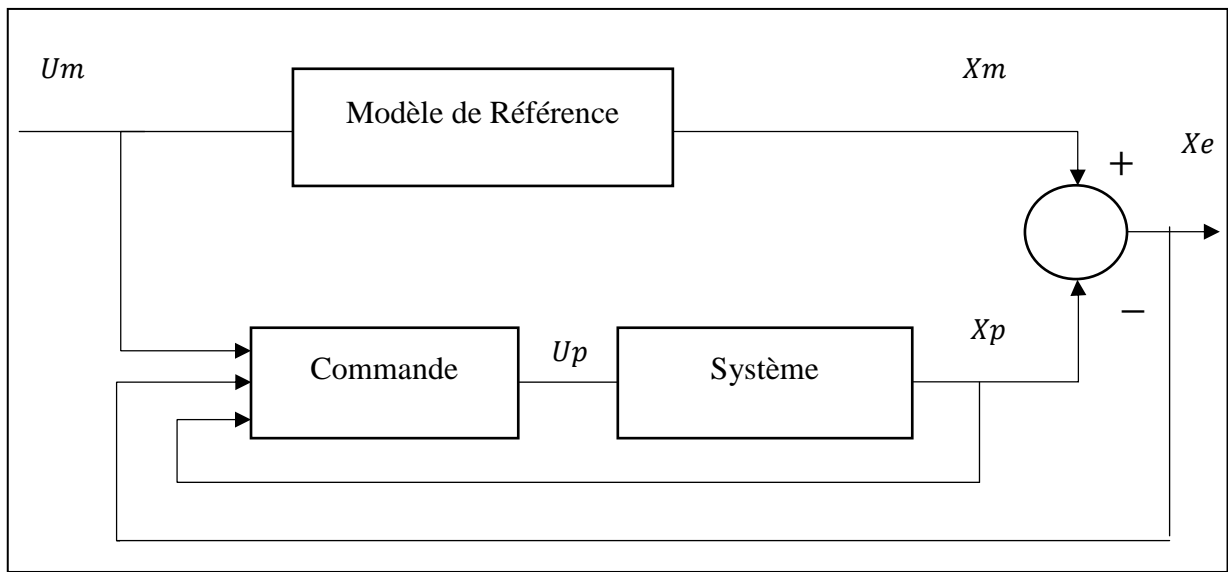 Um
Xm
Modèle de Référence
Xe
+
Commande
Up
Système
Xp
−